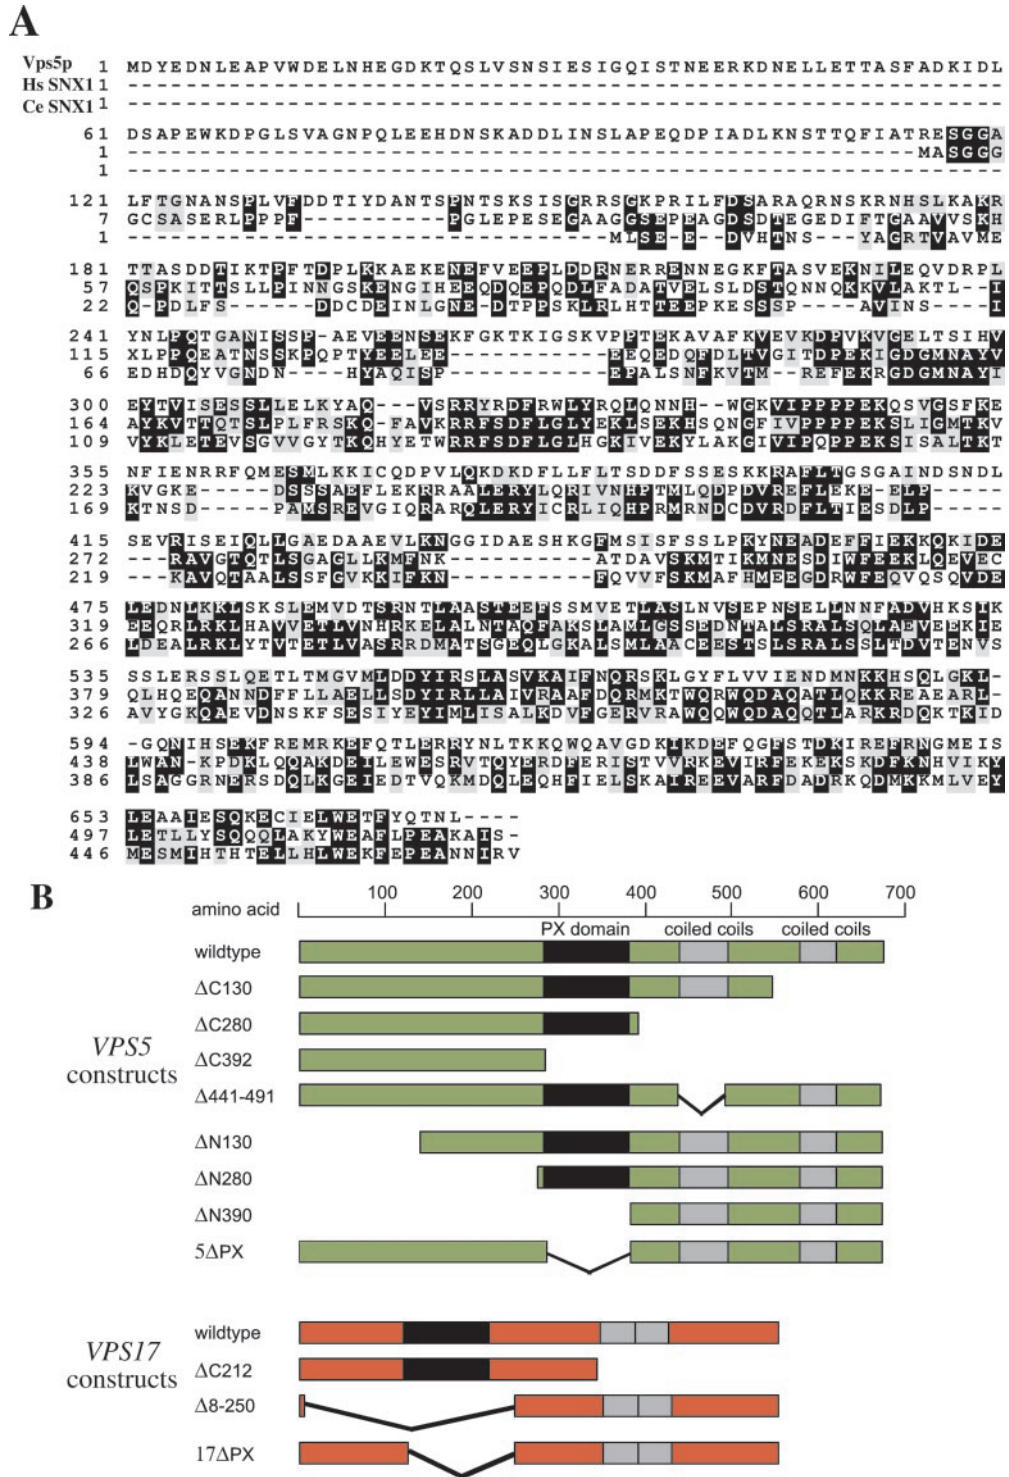 A
Vps5p 1 MDYEDNLEAPVWDELNHEGDKTQSLVSNSIESIGQISTNEERKDNELLETTASFADKIDL
Hs SNX1 1 ------------------------------------------------------------
Ce SNX1 1 ------------------------------------------------------------
61 DSAPEWKDPGLSVAGNPQLEEHDNSKADDLINSLAPEQDPIADLKNSTTQFIATRESGGA
1 ------------------------------------------------------MASGGG
1 ------------------------------------------------------------
121 LFTGNANSPLVFDDTIYDANTSPNTSKSISGRRSGKPRILFDSARAQRNSKRNHSLKAKR
7 GCSASERLPPPF----------PGLEPESEGAAGGSEPEAGDSDTEGEDIFTGAAVVSKH
1 ---------------------------------MLSE-E--DVHTNS---YAGRTVAVME
181 TTASDDTIKTPFTDPLKKAEKENEFVEEPLDDRNERRENNEGKFTASVEKNILEQVDRPL
57 QSPKITTSLLPINNGSKENGIHEEQDQEPQDLFADATVELSLDSTQNNQKKVLAKTL--I
22 Q-PDLFS------DDCDEINLGNE-DTPPSKLRLHTTEEPKESSSP---AVINS----I
241 YNLPQTGANISSP-AEVEENSEKFGKTKIGSKVPPTEKAVAFKVEVKDPVKVGELTSIHV
115 XLPPQEATNSSKPQPTYEELEE-----------EEQEDQFDLTVGITDPEKIGDGMNAYV
66 EDHDQYVGNDN----HYAQISP-----------EPALSNFKVTM--REFEKRGDGMNAYI
300 EYTVISESSLLELKYAQ---VSRRYRDFRWLYRQLQNNH--WGKVIPPPPEKQSVGSFKE
164 AYKVTTQTSLPLFRSKQ-FAVKRRFSDFLGLYEKLSEKHSQNGFIVPPPPEKSLIGMTKV
109 VYKLETEVSGVVGYTKQHYETWRRFSDFLGLHGKIVEKYLAKGIVIPQPPEKSISALTKT
355 NFIENRRFQMESMLKKICQDPVLQKDKDFLLFLTSDDFSSESKKRAFLTGSGAINDSNDL
223 KVGKE-----DSSSAEFLEKRRAALERYLQRIVNHPTMLQDPDVREFLEKE-ELP-----
169 KTNSD-----PAMSREVGIQRARQLERYICRLIQHPRMRNDCDVRDFLTIESDLP-----
415 SEVRISEIQLLGAEDAAEVLKNGGIDAESHKGFMSISFSSLPKYNEADEFFIEKKQKIDE
272 ---RAVGTQTLSGAGLLKMFNK----------ATDAVSKMTIKMNESDIWFEEKLQEVEC
219 ---KAVQTAALSSFGVKKIFKN----------FQVVFSKMAFHMEEGDRWFEQVQSQVDE
475 LEDNLKKLSKSLEMVDTSRNTLAASTEEFSSMVETLASLNVSEPNSELLNNFADVHKSIK
319 EEQRLRKLHAVVETLVNHRKELALNTAQFAKSLAMLGSSEDNTALSRALSQLAEVEEKIE
266 LDEALRKLYTVTETLVASRRDMATSGEQLGKALSMLAACEESTSLSRALSSLTDVTENVS
535 SSLERSSLQETLTMGVMLDDYIRSLASVKAIFNQRSKLGYFLVVIENDMNKKHSQLGKL-
379 QLHQEQANNDFFLLAELLSDYIRLLAIVRAAFDQRMKTWQRWQDAQATLQKKREAEARL-
326 AVYGKQAEVDNSKFSESIYEYIMLISALKDVFGERVRAWQQWQDAQQTLARKRDQKTKID
594 -GQNIHSEKFREMRKEFQTLERRYNLTKKQWQAVGDKIKDEFQGFSTDKIREFRNGMEIS
438 LWAN-KPDKLQQAKDEILEWESRVTQYERDFERISTVVRKEVIRFEKEKSKDFKNHVIKY
386 LSAGGRNERSDQLKGEIEDTVQKMDQLEQHFIELSKAIREEVARFDADRKQDMKKMLVEY
653 LEAAIESQKECIELWETFYQTNL----
497 LETLLYSQQQLAKYWEAFLPEAKAIS-
446 MESMIHTHTELLHLWEKFEPEANNIRV
B
amino acid 100 200 300 400 500 600 700
PX domain coiled coils coiled coils
VPS5 constructs
wildtype
ΔC130
ΔC280
ΔC392
Δ441-491
ΔN130
ΔN280
ΔN390
5ΔPX
VPS17 constructs
wildtype
ΔC212
Δ8-250
17ΔPX